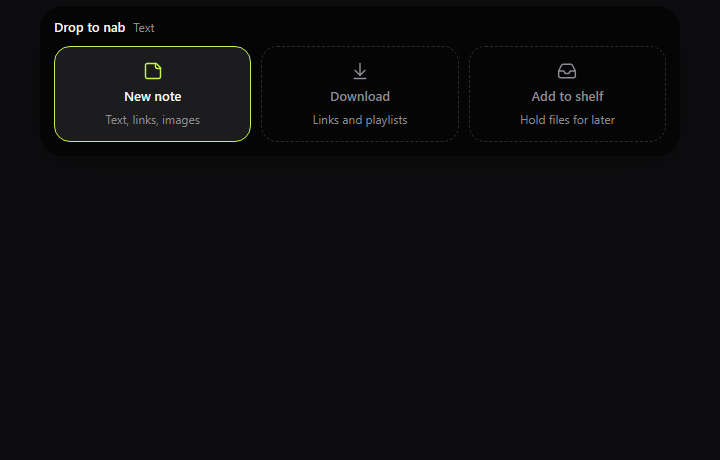 Drop to nab Text
New note
Text, links, images
Download
Links and playlists
Add to shelf
Hold files for later